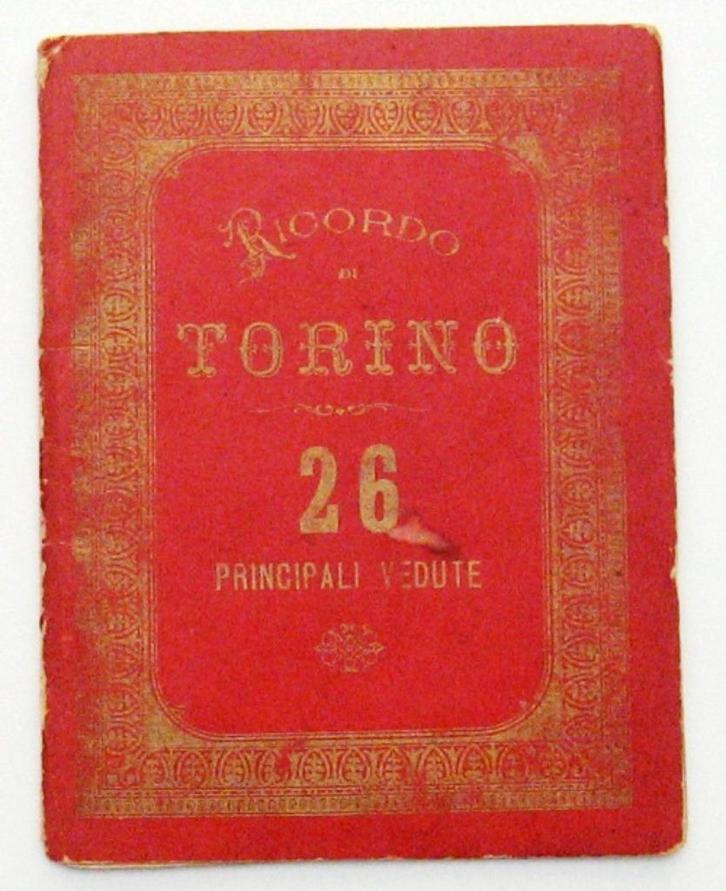 RICORDO
DI
TORINO
26
PRINCIPALI VEDUTE